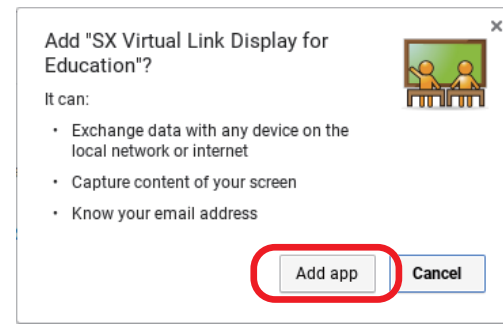 Add "SX Virtual Link Display for
Education"?
It can:
• Exchange data with any device on the
local network or internet
• Capture content of your screen
• Know your email address
Add app
Cancel